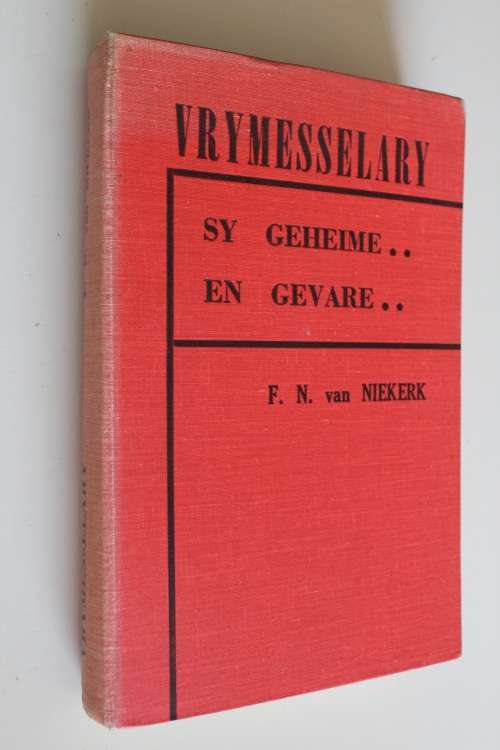 VRYMESSELARY
SY GEHEIME..
EN GEVARE..
F. N. van NIEKERK